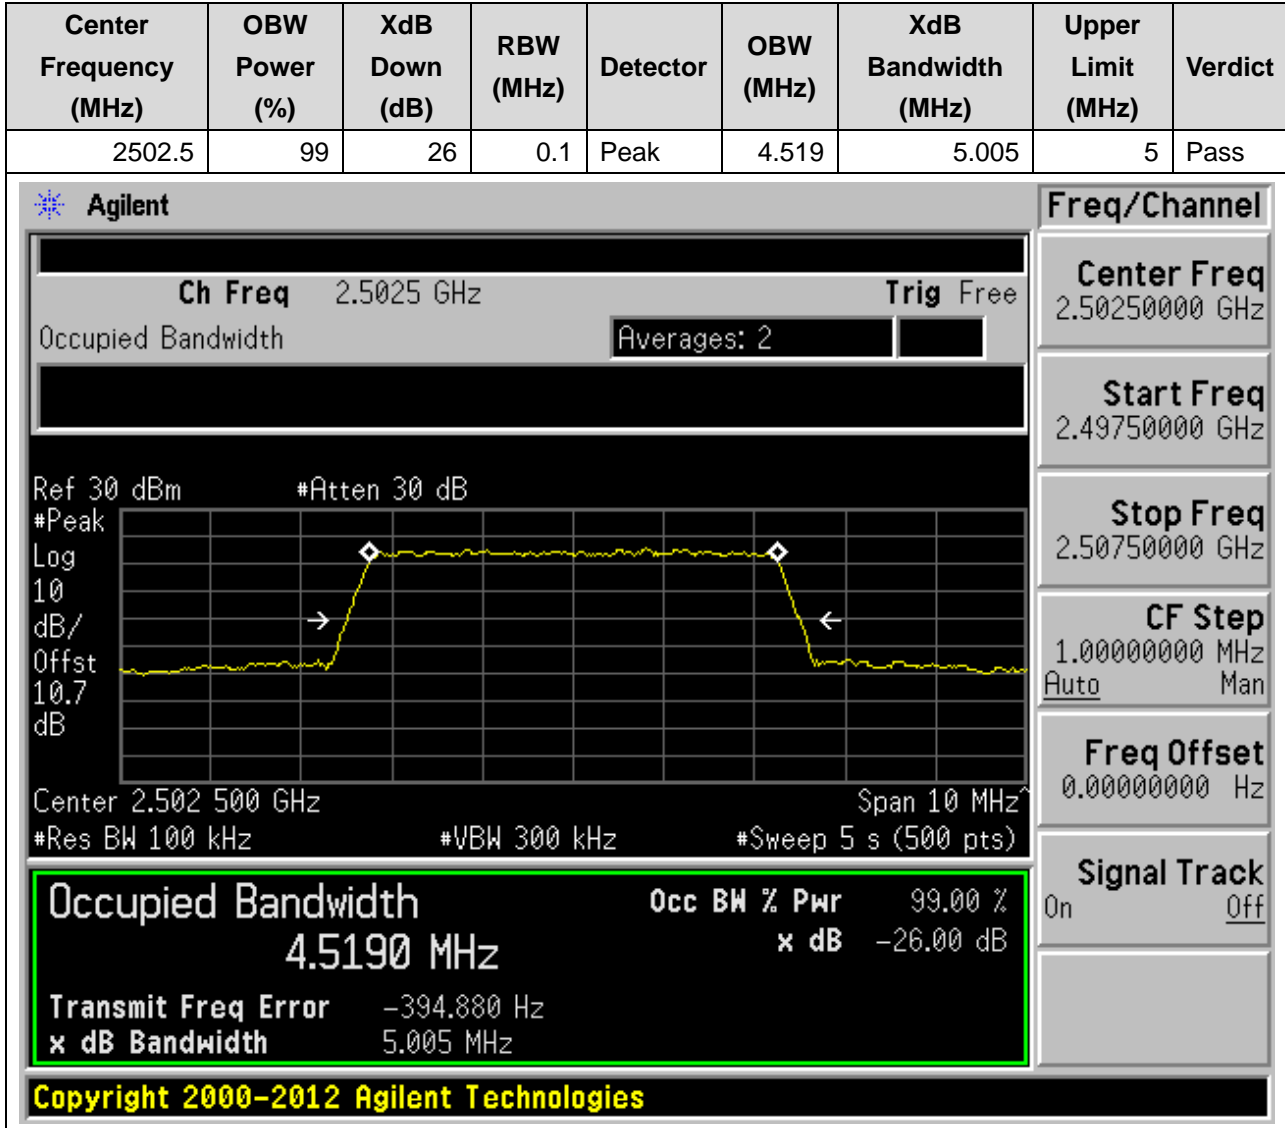 Center Frequency (MHz) OBW Power (%) XdB Down (dB) RBW (MHz) Detector OBW (MHz) XdB Bandwidth (MHz) Upper Limit (MHz) Verdict
2502.5 99 26 0.1 Peak 4.519 5.005 5 Pass
Agilent
Freq/Channel
Ch Freq 2.5025 GHz Trig Free
Occupied Bandwidth Averages: 2
Center Freq
2.50250000 GHz
Start Freq
2.49750000 GHz
Stop Freq
2.50750000 GHz
CF Step
1.00000000 MHz
Auto Man
Freq Offset
0.00000000 Hz
Signal Track
On Off
Ref 30 dBm #Atten 30 dB
#Peak
Log
10
dB/
Offst
10.7
dB
Center 2.502 500 GHz Span 10 MHz^
#Res BW 100 kHz #VBW 300 kHz #Sweep 5 s (500 pts)
Occupied Bandwidth Occ BW % Pwr 99.00 %
4.5190 MHz x dB -26.00 dB
Transmit Freq Error -394.880 Hz
x dB Bandwidth 5.005 MHz
Copyright 2000-2012 Agilent Technologies